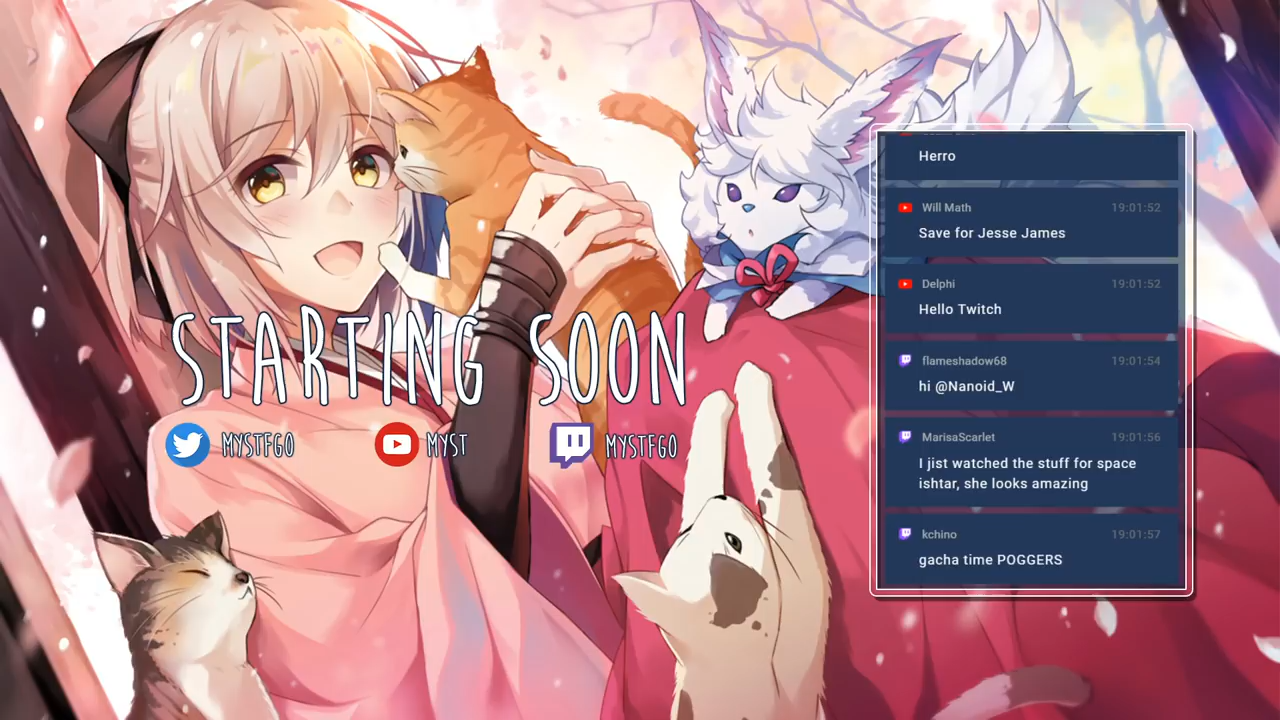 STARTING SOON
MYSTFGO
MYST
MYSTFGO
Herro
Will Math 19:01:52
Save for Jesse James
Delphi 19:01:52
Hello Twitch
flameshadow68 19:01:54
hi @Nanoid_W
MarisaScarlet 19:01:56
I jist watched the stuff for space
ishtar, she looks amazing
kchino 19:01:57
gacha time POGGERS